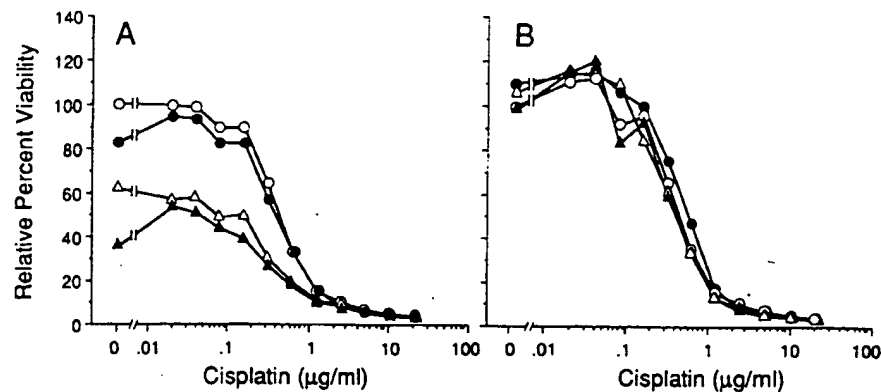 A
B
Relative Percent Viability
140
120
100
80
60
40
20
0
0 .01 .1 1 10 100
0 .01 .1 1 10 100
Cisplatin (µg/ml)
Cisplatin (µg/ml)